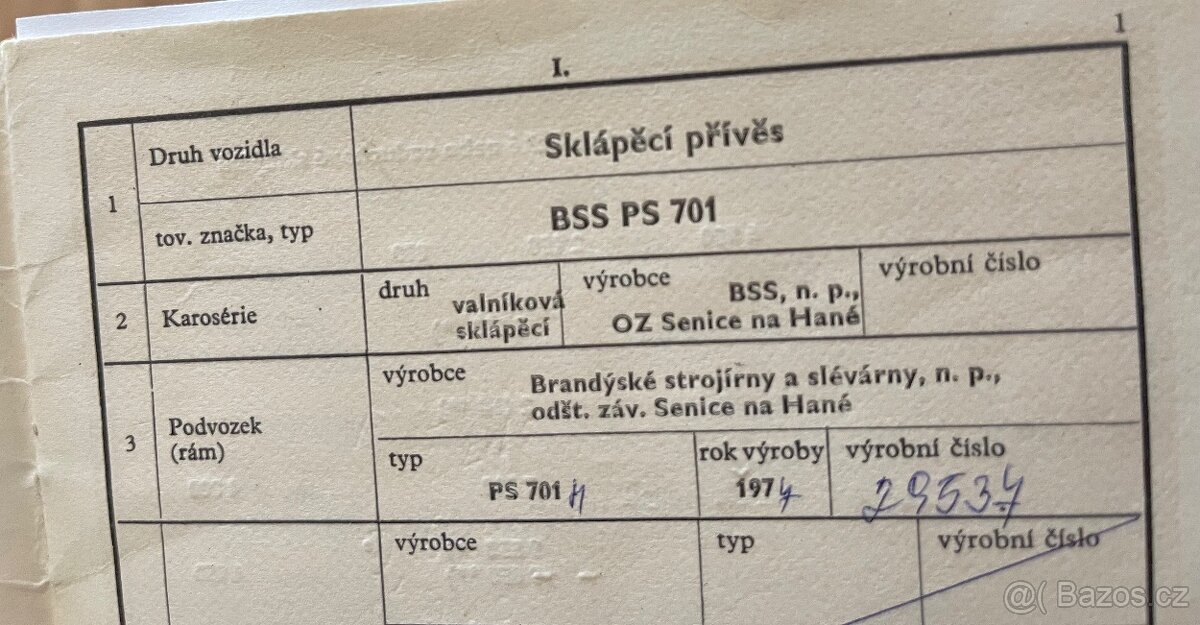 1
I.
1 Druh vozidla Sklápěcí přívěs
tov. značka, typ BSS PS 701
2 Karosérie druh valníková sklápěcí výrobce BSS, n. p., OZ Senice na Hané výrobní číslo
3 Podvozek (rám) výrobce Brandýské strojírny a slévárny, n. p.,
odšt. záv. Senice na Hané
typ rok výroby výrobní číslo
PS 701 197 2953
výrobce typ výrobní číslo
@( Bazos.cz